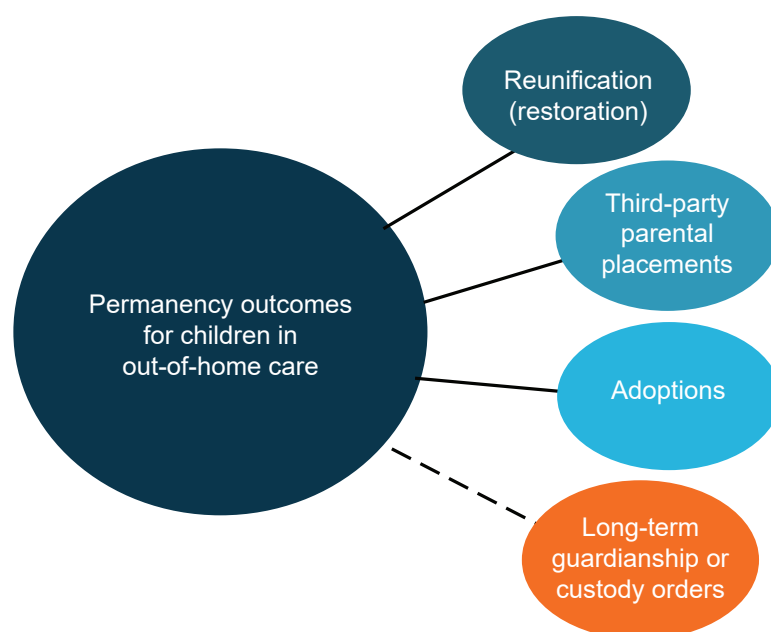 Reunification
(restoration)
Third-party
parental
placements
Permanency outcomes
for children in
out-of-home care
Adoptions
Long-term
guardianship or
custody orders